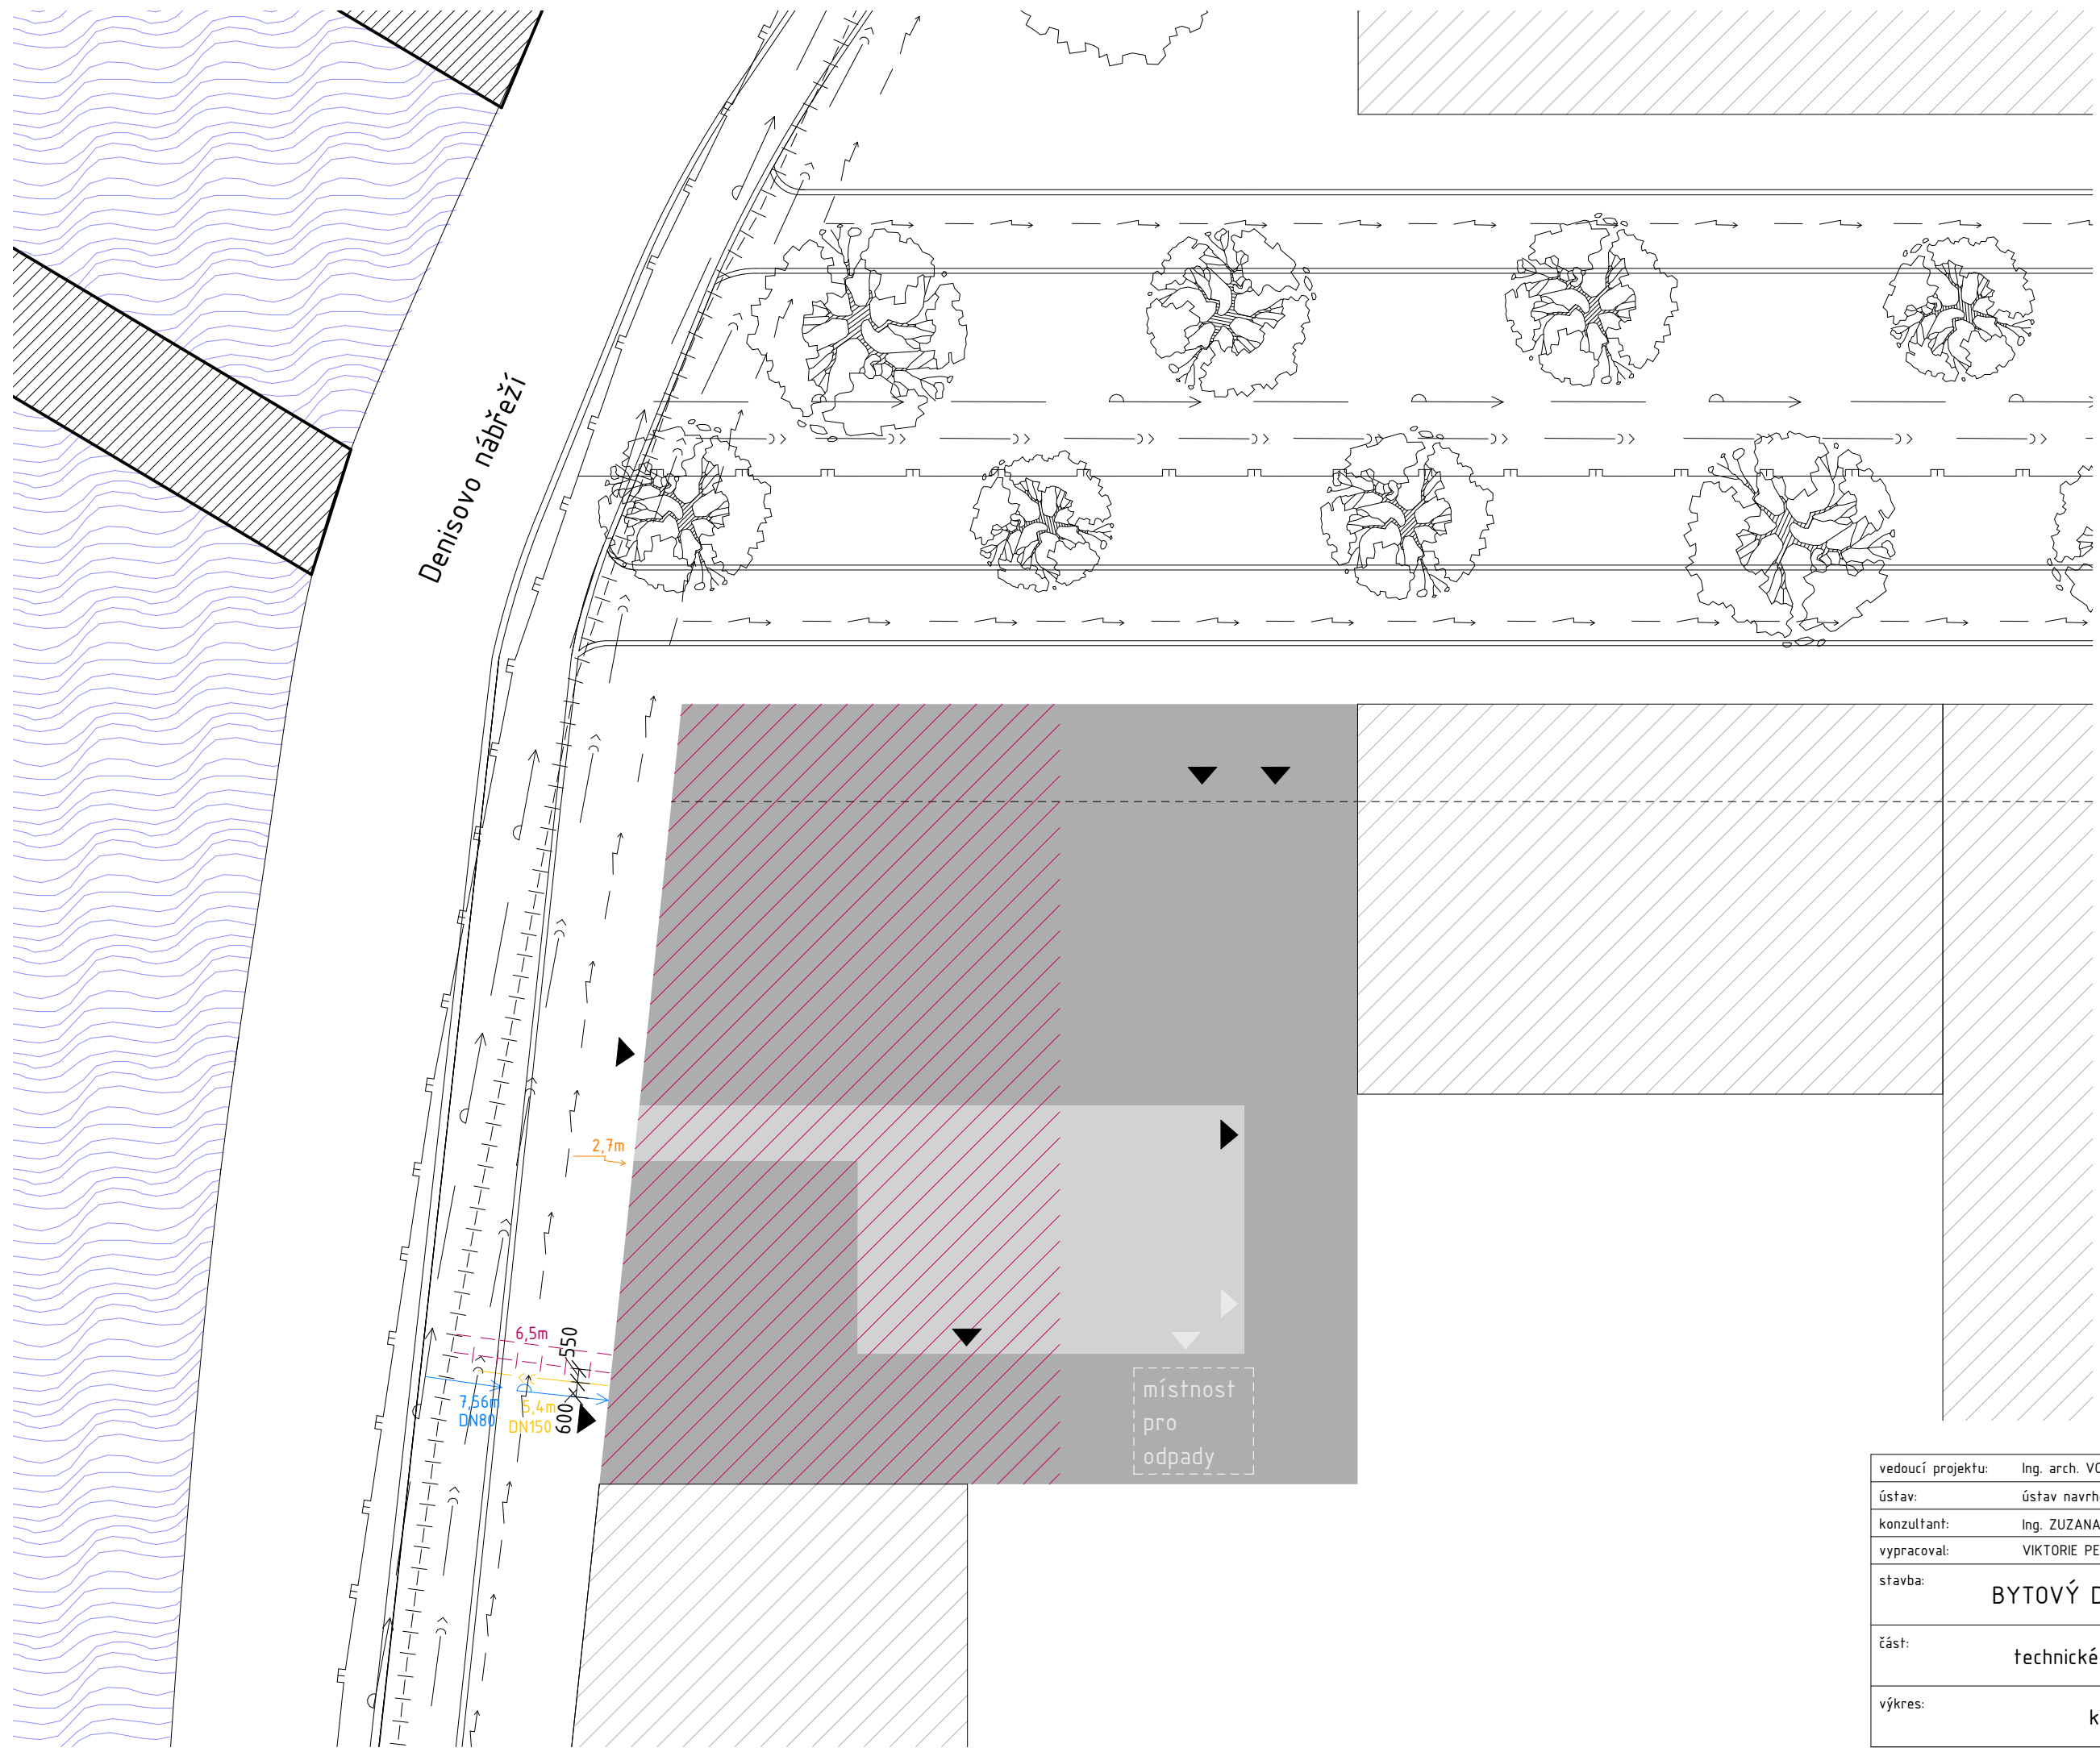 Denisovo nábřeží
2,7m
6,5m
550
7,56m
DN80
5,4m
DN150
600
místnost
pro
odpady
vedoucí projektu: Ing. arch.
ústav: ústav
konzultant: Ing. ZUZANA
vypracoval: VIKTORIE
stavba:
BYTOVÝ
část:
technické
výkres: